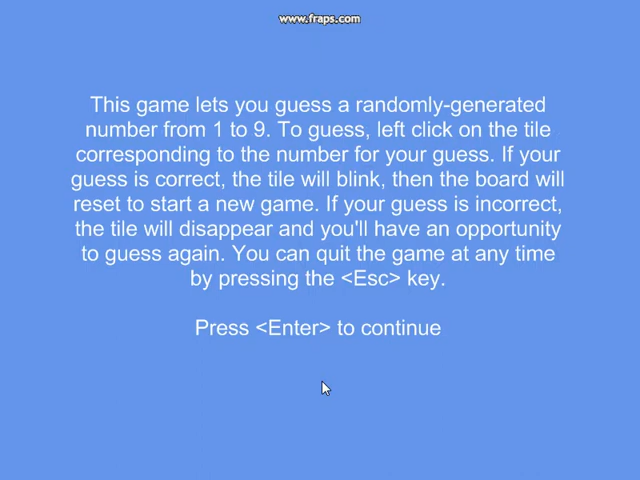 www.fraps.com
This game lets you guess a randomly-generated
number from 1 to 9. To guess, left click on the tile
corresponding to the number for your guess. If your
guess is correct, the tile will blink, then the board will
reset to start a new game. If your guess is incorrect,
the tile will disappear and you'll have an opportunity
to guess again. You can quit the game at any time
by pressing the <Esc> key.
Press <Enter> to continue